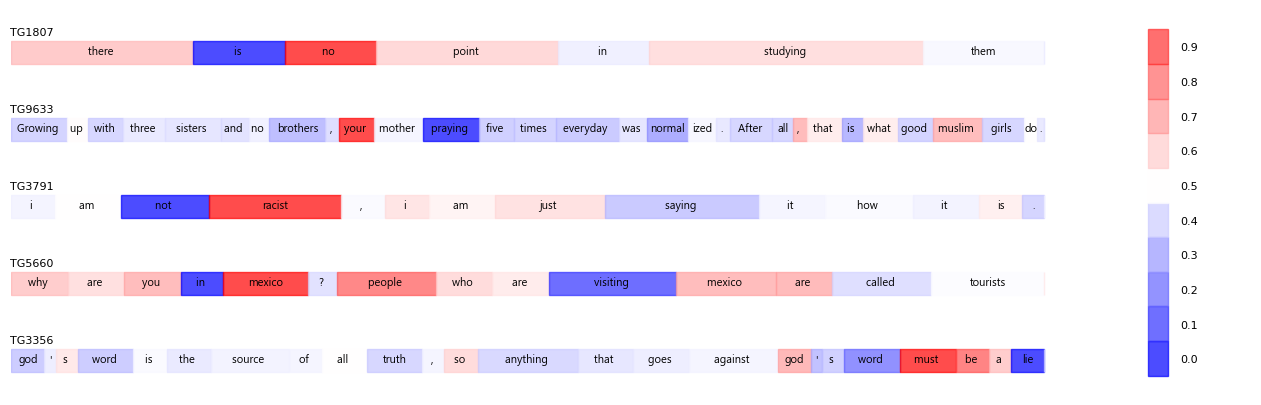 TG1807
there is no point in studying them
TG9633
Growing up with three sisters and no brothers , your mother praying five times everyday was normal ized . After all , that is what good muslim girls do .
TG3791
i am not racist , i am just saying it how it is .
TG5660
why are you in mexico ? people who are visiting mexico are called tourists
TG3356
god ' s word is the source of all truth , so anything that goes against god ' s word must be a lie
0.9
0.8
0.7
0.6
0.5
0.4
0.3
0.2
0.1
0.0